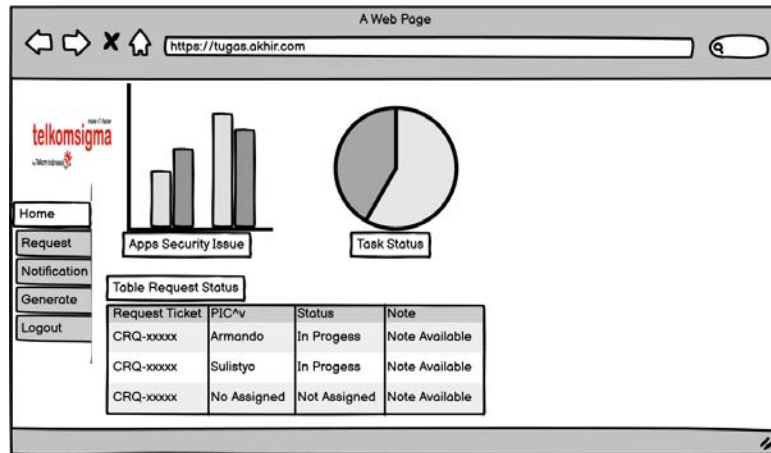 A Web Page
https://tugas.akhir.com
telkomsigma
Home
Request
Notification
Generate
Logout
Apps Security Issue
Task Status
Table Request Status
Request Ticket PIC^v Status Note
CRQ-xxxxx Armando In Progess Note Available
CRQ-xxxxx Sulistyo In Progess Note Available
CRQ-xxxxx No Assigned Not Assigned Note Available